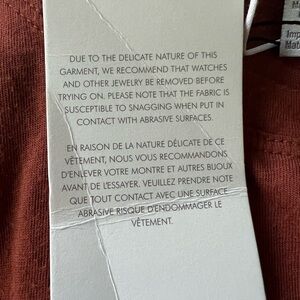 DUE TO THE DELICATE NATURE OF THIS
GARMENT, WE RECOMMEND THAT WATCHES
AND OTHER JEWELRY BE REMOVED BEFORE
TRYING ON. PLEASE NOTE THAT THE FABRIC IS
SUSCEPTIBLE TO SNAGGING WHEN PUT IN
CONTACT WITH ABRASIVE SURFACES.
EN RAISON DE LA NATURE DÉLICATE DE CE
VÊTEMENT, NOUS VOUS RECOMMANDONS
D'ENLEVER VOTRE MONTRE ET AUTRES BIJOUX
AVANT DE L'ESSAYER. VEUILLEZ PRENDRE NOTE
QUE TOUT CONTACT AVEC UNE SURFACE
ABRASIVE RISQUE D'ENDOMMAGER LE
VÊTEMENT.